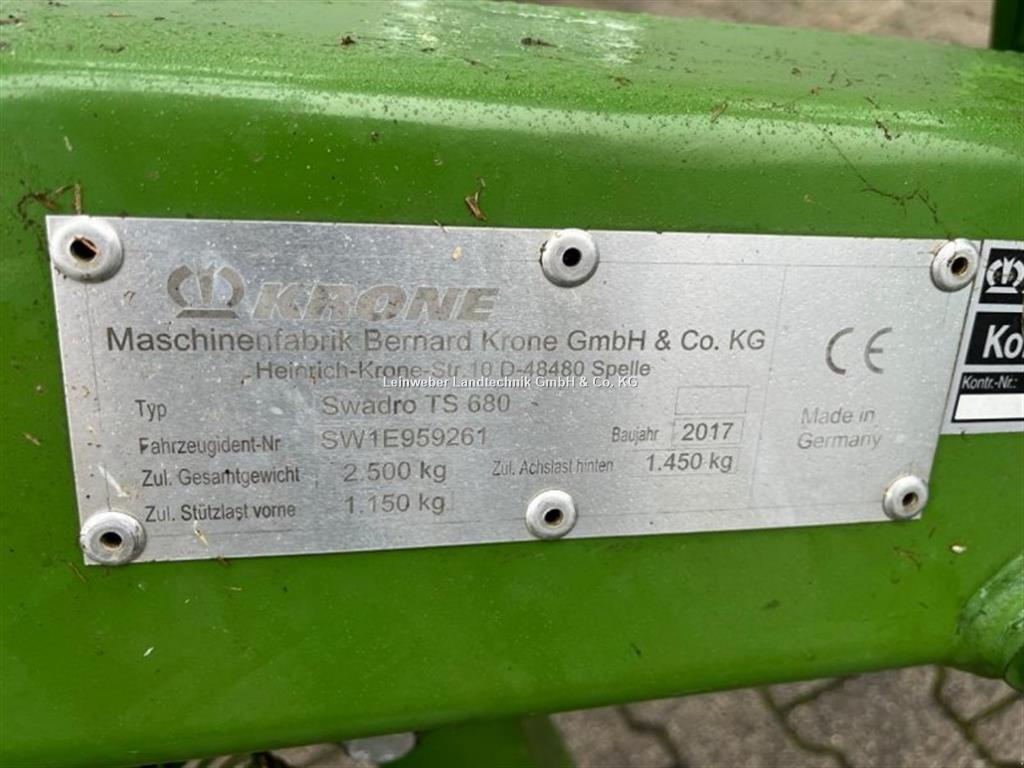 KRONE
Maschinenfabrik Bernard Krone GmbH & Co. KG
Heinrich-Krone-Str.10 D-48480 Spelle
Leinweber Landtechnik GmbH & Co. KG
Typ Swadro TS 680
Fahrzeugident-Nr SW1E959261 Baujahr 2017
Zul. Gesamtgewicht 2.500 kg Zul. Achslast hinten 1.450 kg
Zul. Stützlast vorne 1.150 kg
CE
Made in
Germany
Kontr.-Nr.: